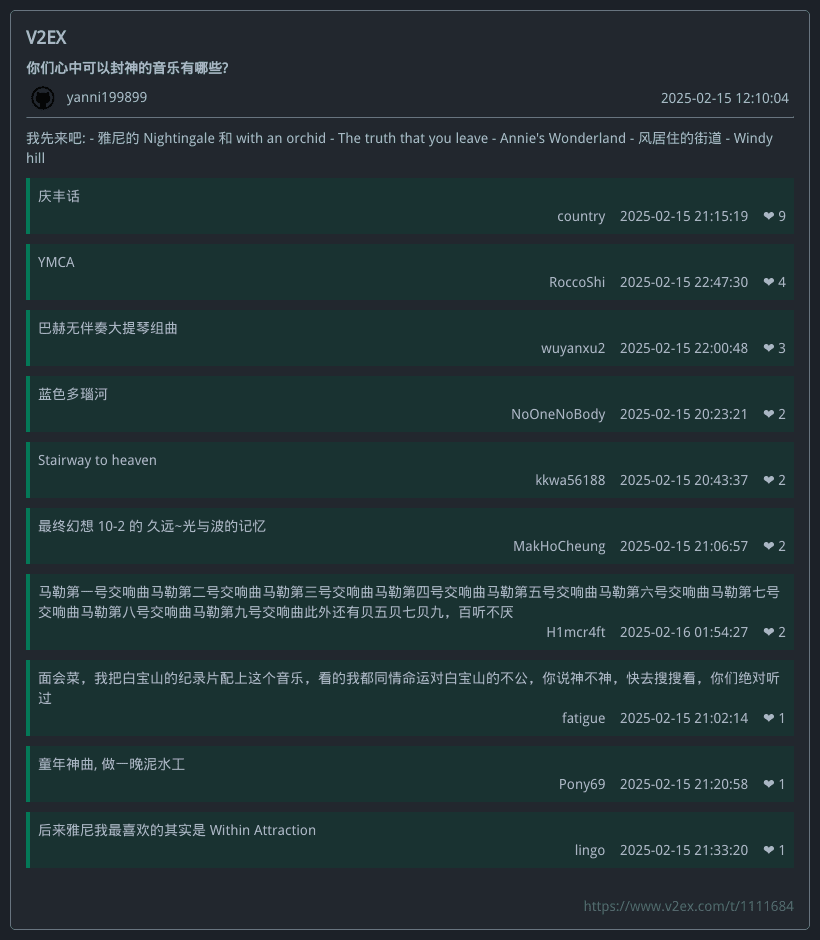 V2EX
你们心中可以封神的音乐有哪些?
yanni199899
2025-02-15 12:10:04
我先来吧: - 雅尼的 Nightingale 和 with an orchid - The truth that you leave - Annie's Wonderland - 风居住的街道 - Windy
hill
庆丰话
country 2025-02-15 21:15:19 ❤ 9
YMCA
RoccoShi 2025-02-15 22:47:30 ❤ 4
巴赫无伴奏大提琴组曲
wuyanxu2 2025-02-15 22:00:48 ❤ 3
蓝色多瑙河
NoOneNoBody 2025-02-15 20:23:21 ❤ 2
Stairway to heaven
kkwa56188 2025-02-15 20:43:37 ❤ 2
最终幻想 10-2 的 久远~光与波的记忆
MakHoCheung 2025-02-15 21:06:57 ❤ 2
马勒第一号交响曲马勒第二号交响曲马勒第三号交响曲马勒第四号交响曲马勒第五号交响曲马勒第六号交响曲马勒第七号
交响曲马勒第八号交响曲马勒第九号交响曲此外还有贝五贝七贝九，百听不厌
H1mcr4ft 2025-02-16 01:54:27 ❤ 2
面会菜，我把白宝山的纪录片配上这个音乐，看的我都同情命运对白宝山的不公，你说神不神，快去搜搜看，你们绝对听
过
fatigue 2025-02-15 21:02:14 ❤ 1
童年神曲, 做一晚泥水工
Pony69 2025-02-15 21:20:58 ❤ 1
后来雅尼我最喜欢的其实是 Within Attraction
lingo 2025-02-15 21:33:20 ❤ 1
https://www.v2ex.com/t/1111684